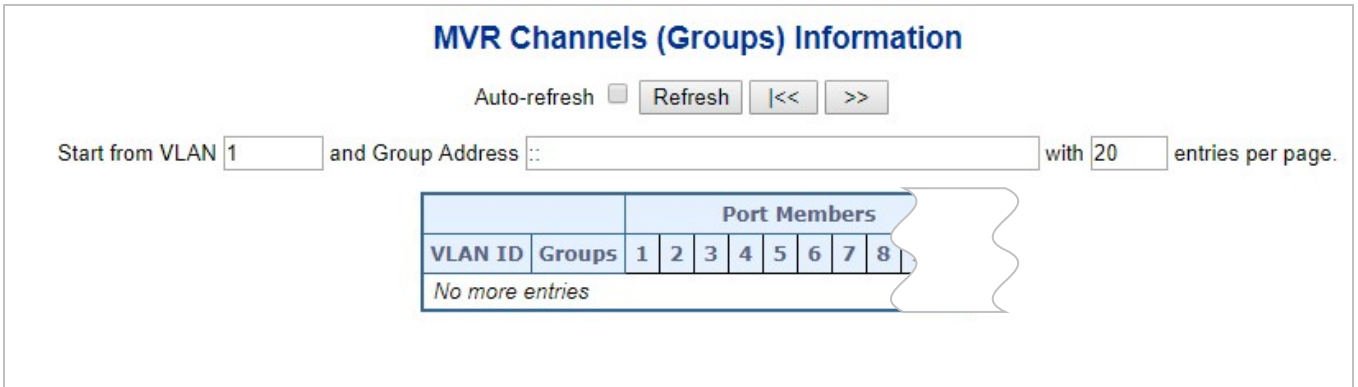 MVR Channels (Groups) Information
Auto-refresh Refresh |<< >>
Start from VLAN 1 and Group Address :: with 20 entries per page.
Port Members
VLAN ID Groups 1 2 3 4 5 6 7 8
No more entries